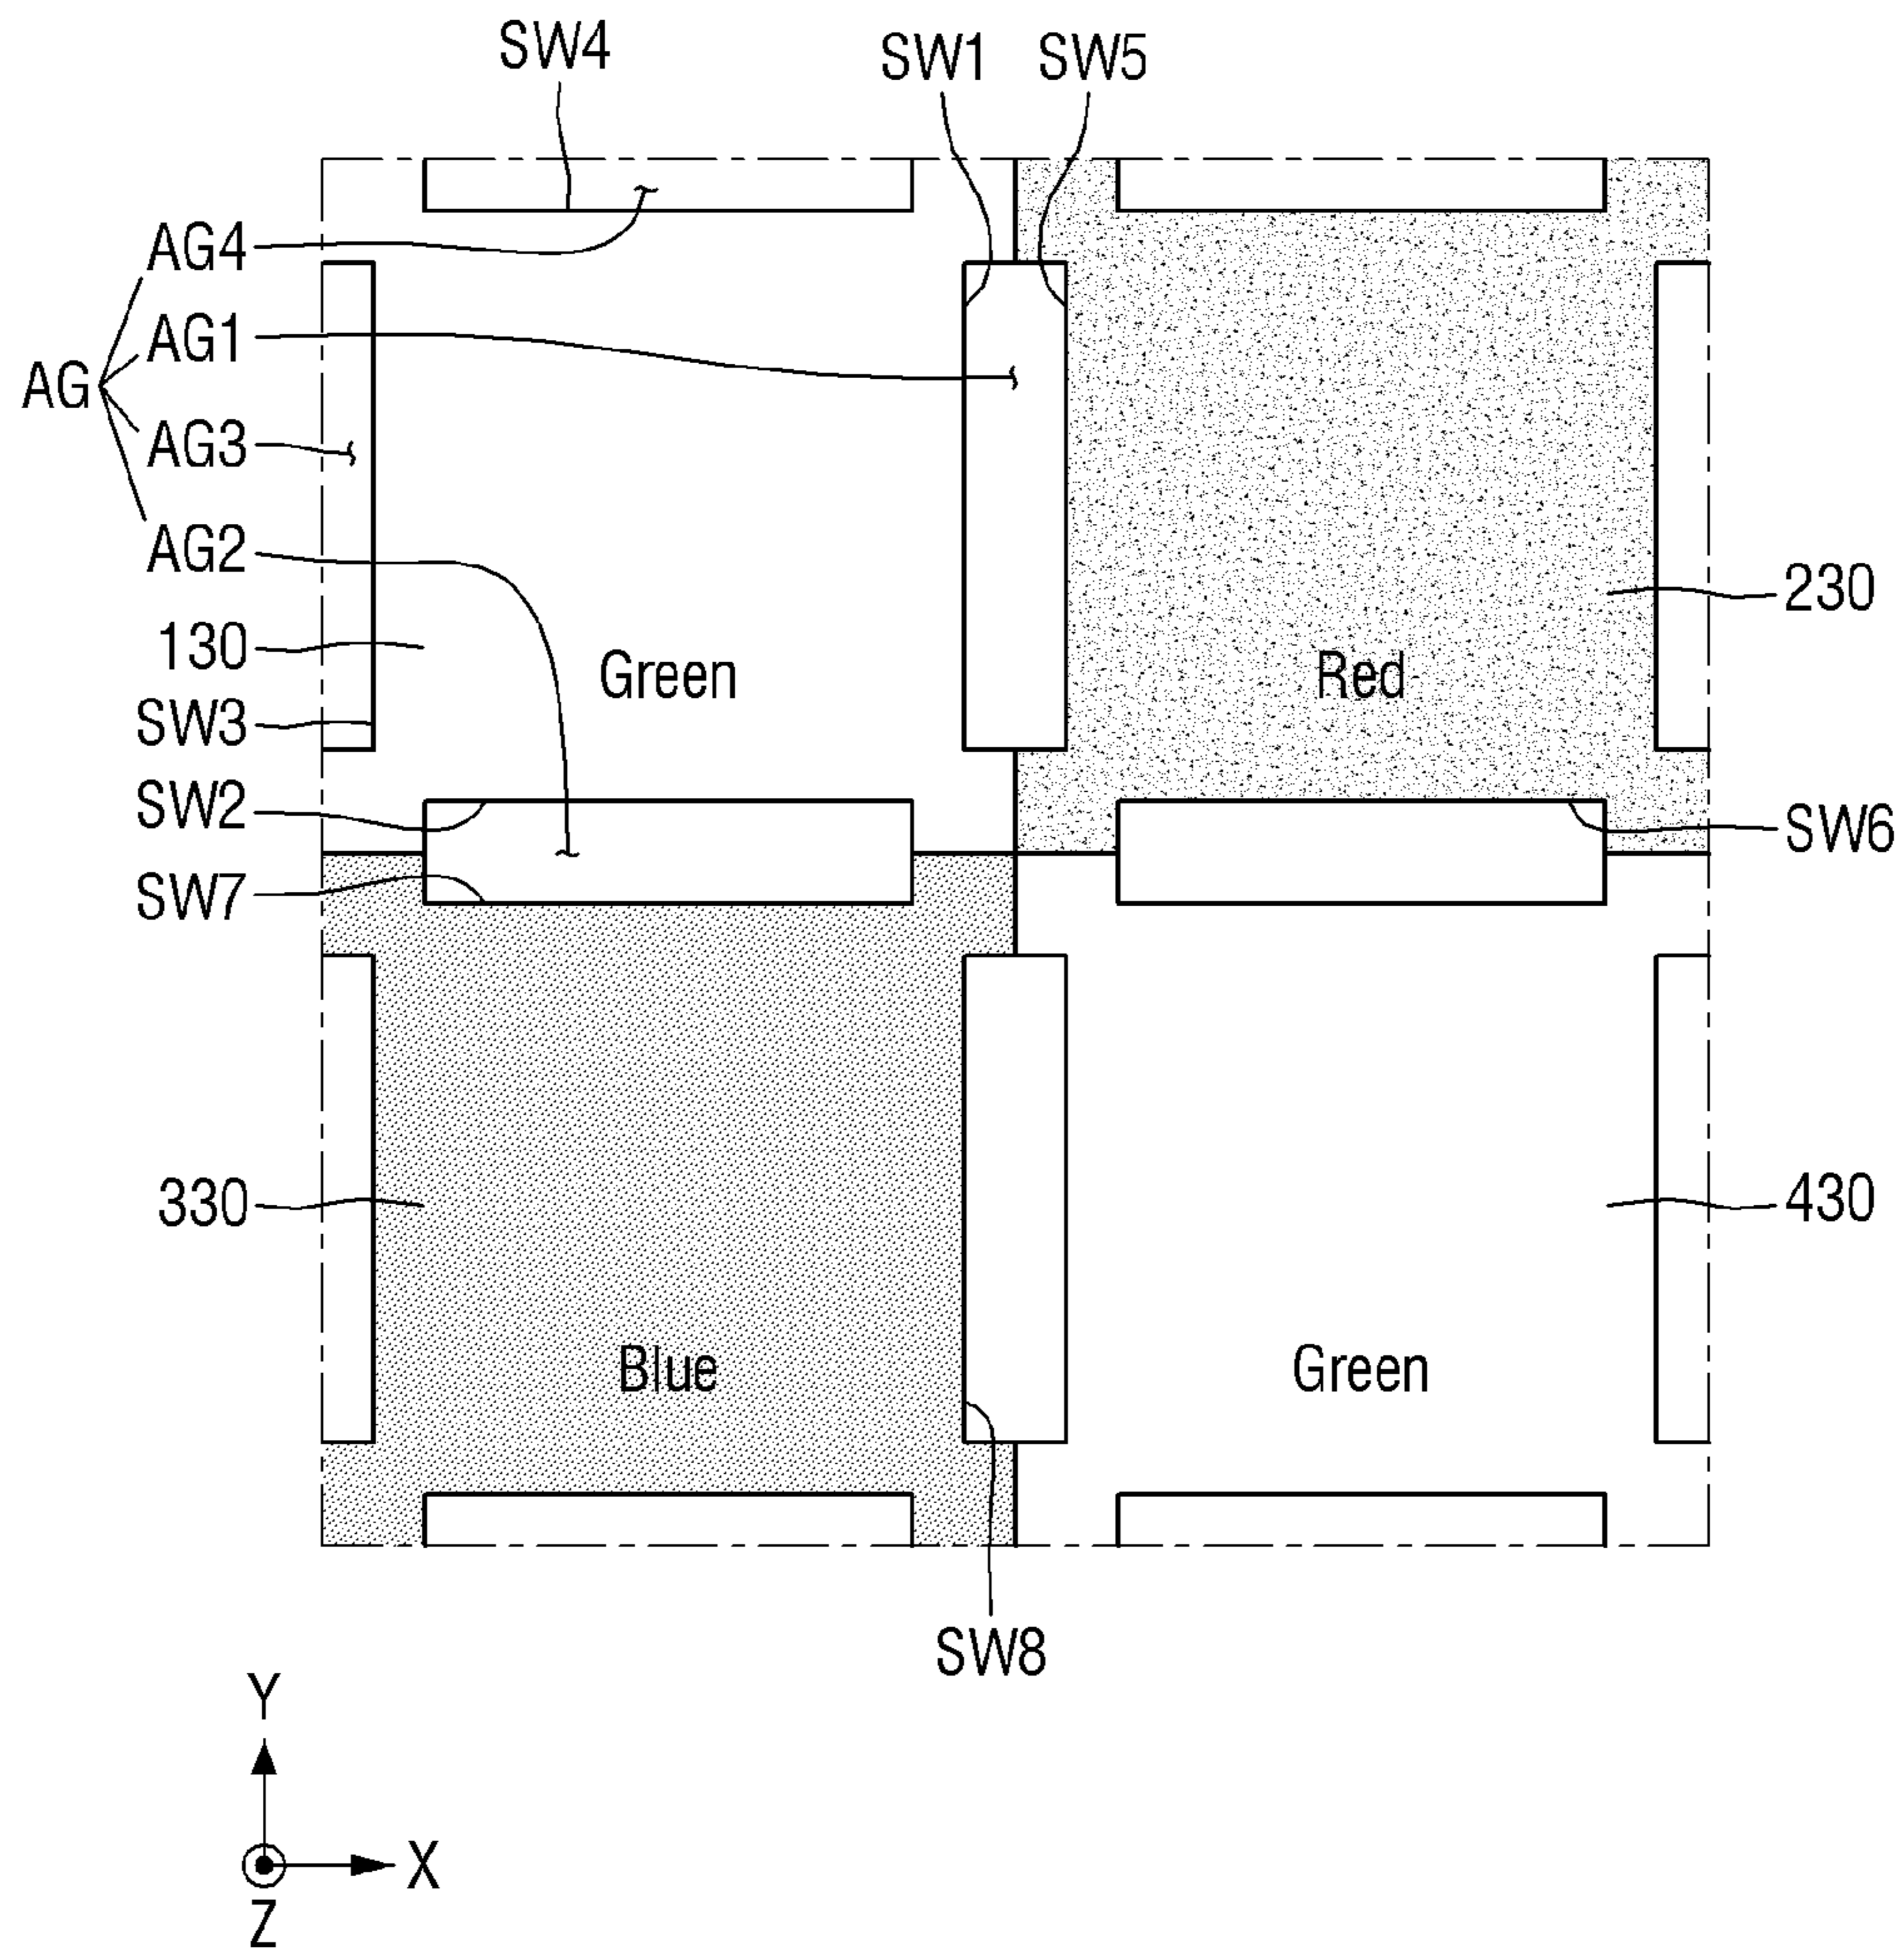 SW4
SW1 SW5
AG4
AG1
AG
AG3
AG2
230
130
Green
Red
SW3
SW2
SW6
SW7
330
430
Blue
Green
SW8
Y
X
Z